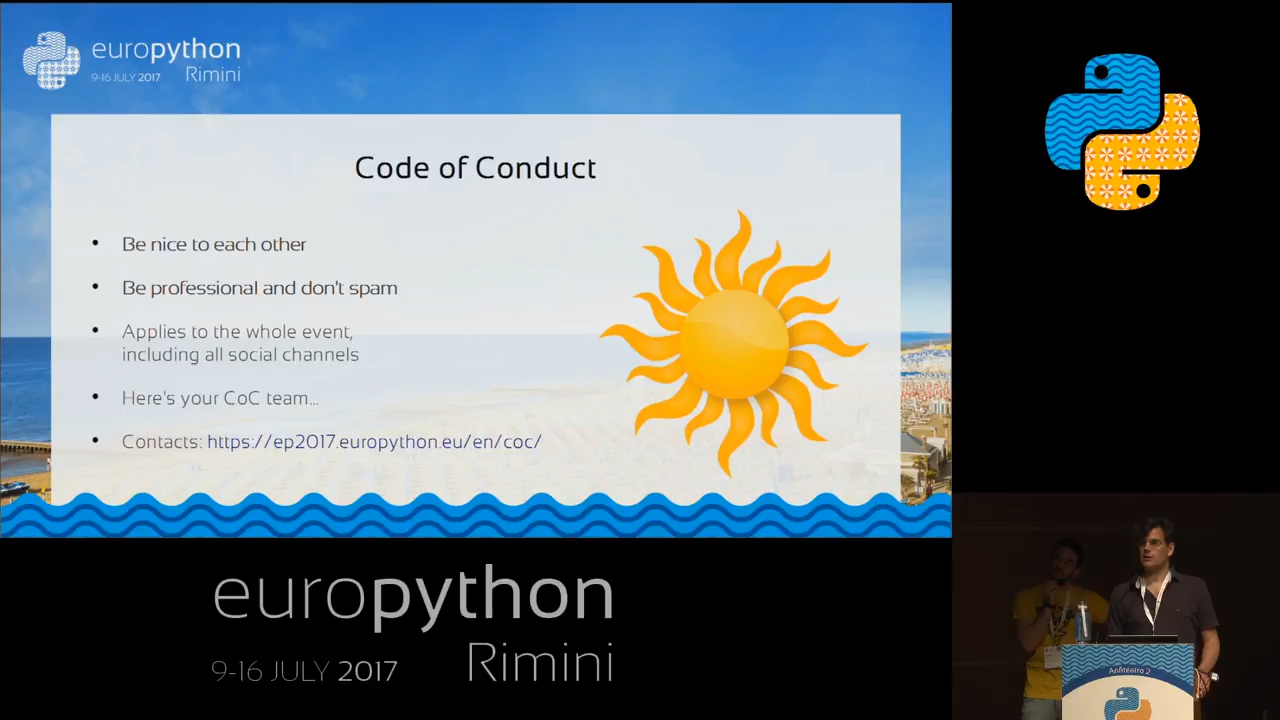 europython
9-16 JULY 2017 Rimini
Code of Conduct
• Be nice to each other
• Be professional and don't spam
• Applies to the whole event,
including all social channels
• Here's your CoC team...
• Contacts: https://ep2017.europython.eu/en/coc/
europython
9-16 JULY 2017 Rimini
Anfiteatro 2